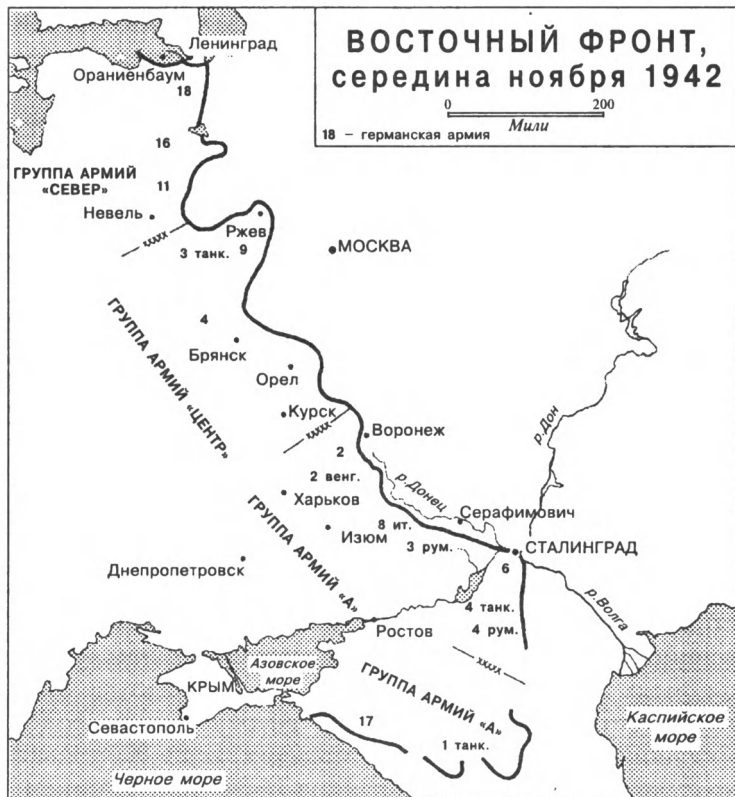 ВОСТОЧНЫЙ ФРОНТ,
середина ноября 1942
0 200
Мили
18 – германская армия
Ленинград
Ораниенбаум
18
16
ГРУППА АРМИЙ
«СЕВЕР»
11
Невель
xxxxx
Ржев
3 танк. 9
МОСКВА
4
Брянск
ГРУППА АРМИЙ «ЦЕНТР»
Орел
Курск
xxxxx
Воронеж
2
2 венг.
р.Донец
р.Дон
Харьков
ГРУППА АРМИЙ «А»
Изюм
8 ит.
Серафимович
3 рум.
СТАЛИНГРАД
6
Днепропетровск
4 танк.
р.Волга
Ростов
4 рум.
xxxxx
Азовское
море
КРЫМ
ГРУППА АРМИЙ «А»
Севастополь
17
1 танк.
Каспийское
море
Черное море